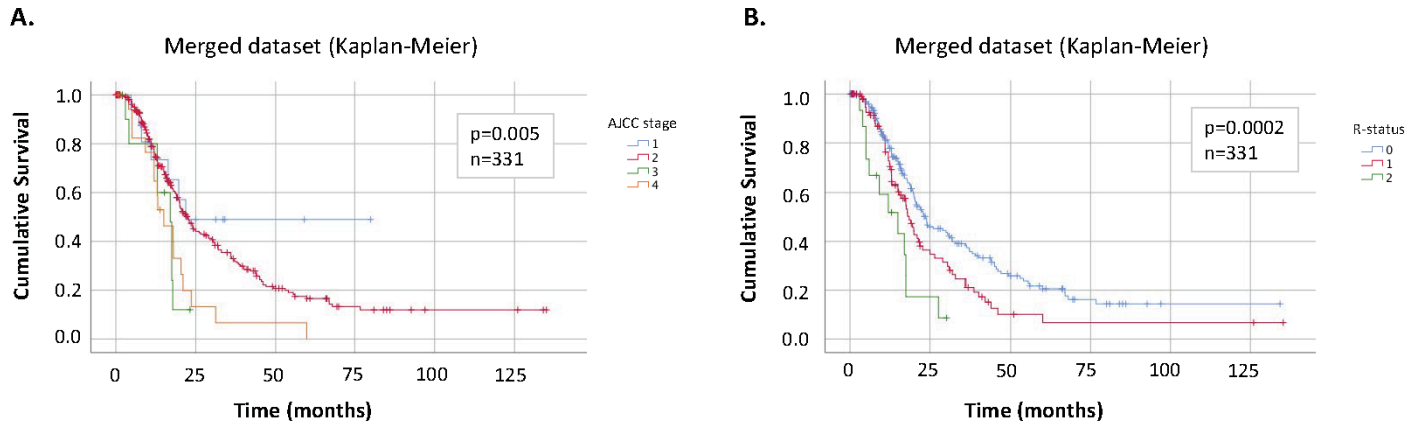 A.
Merged dataset (Kaplan-Meier)
Cumulative Survival
1.0
0.8
0.6
0.4
0.2
0.0
p=0.005
n=331
AJCC stage
1
2
3
4
0
25
50
75
100
125
Time (months)
B.
Merged dataset (Kaplan-Meier)
Cumulative Survival
1.0
0.8
0.6
0.4
0.2
0.0
p=0.0002
n=331
R-status
0
1
2
0
25
50
75
100
125
Time (months)